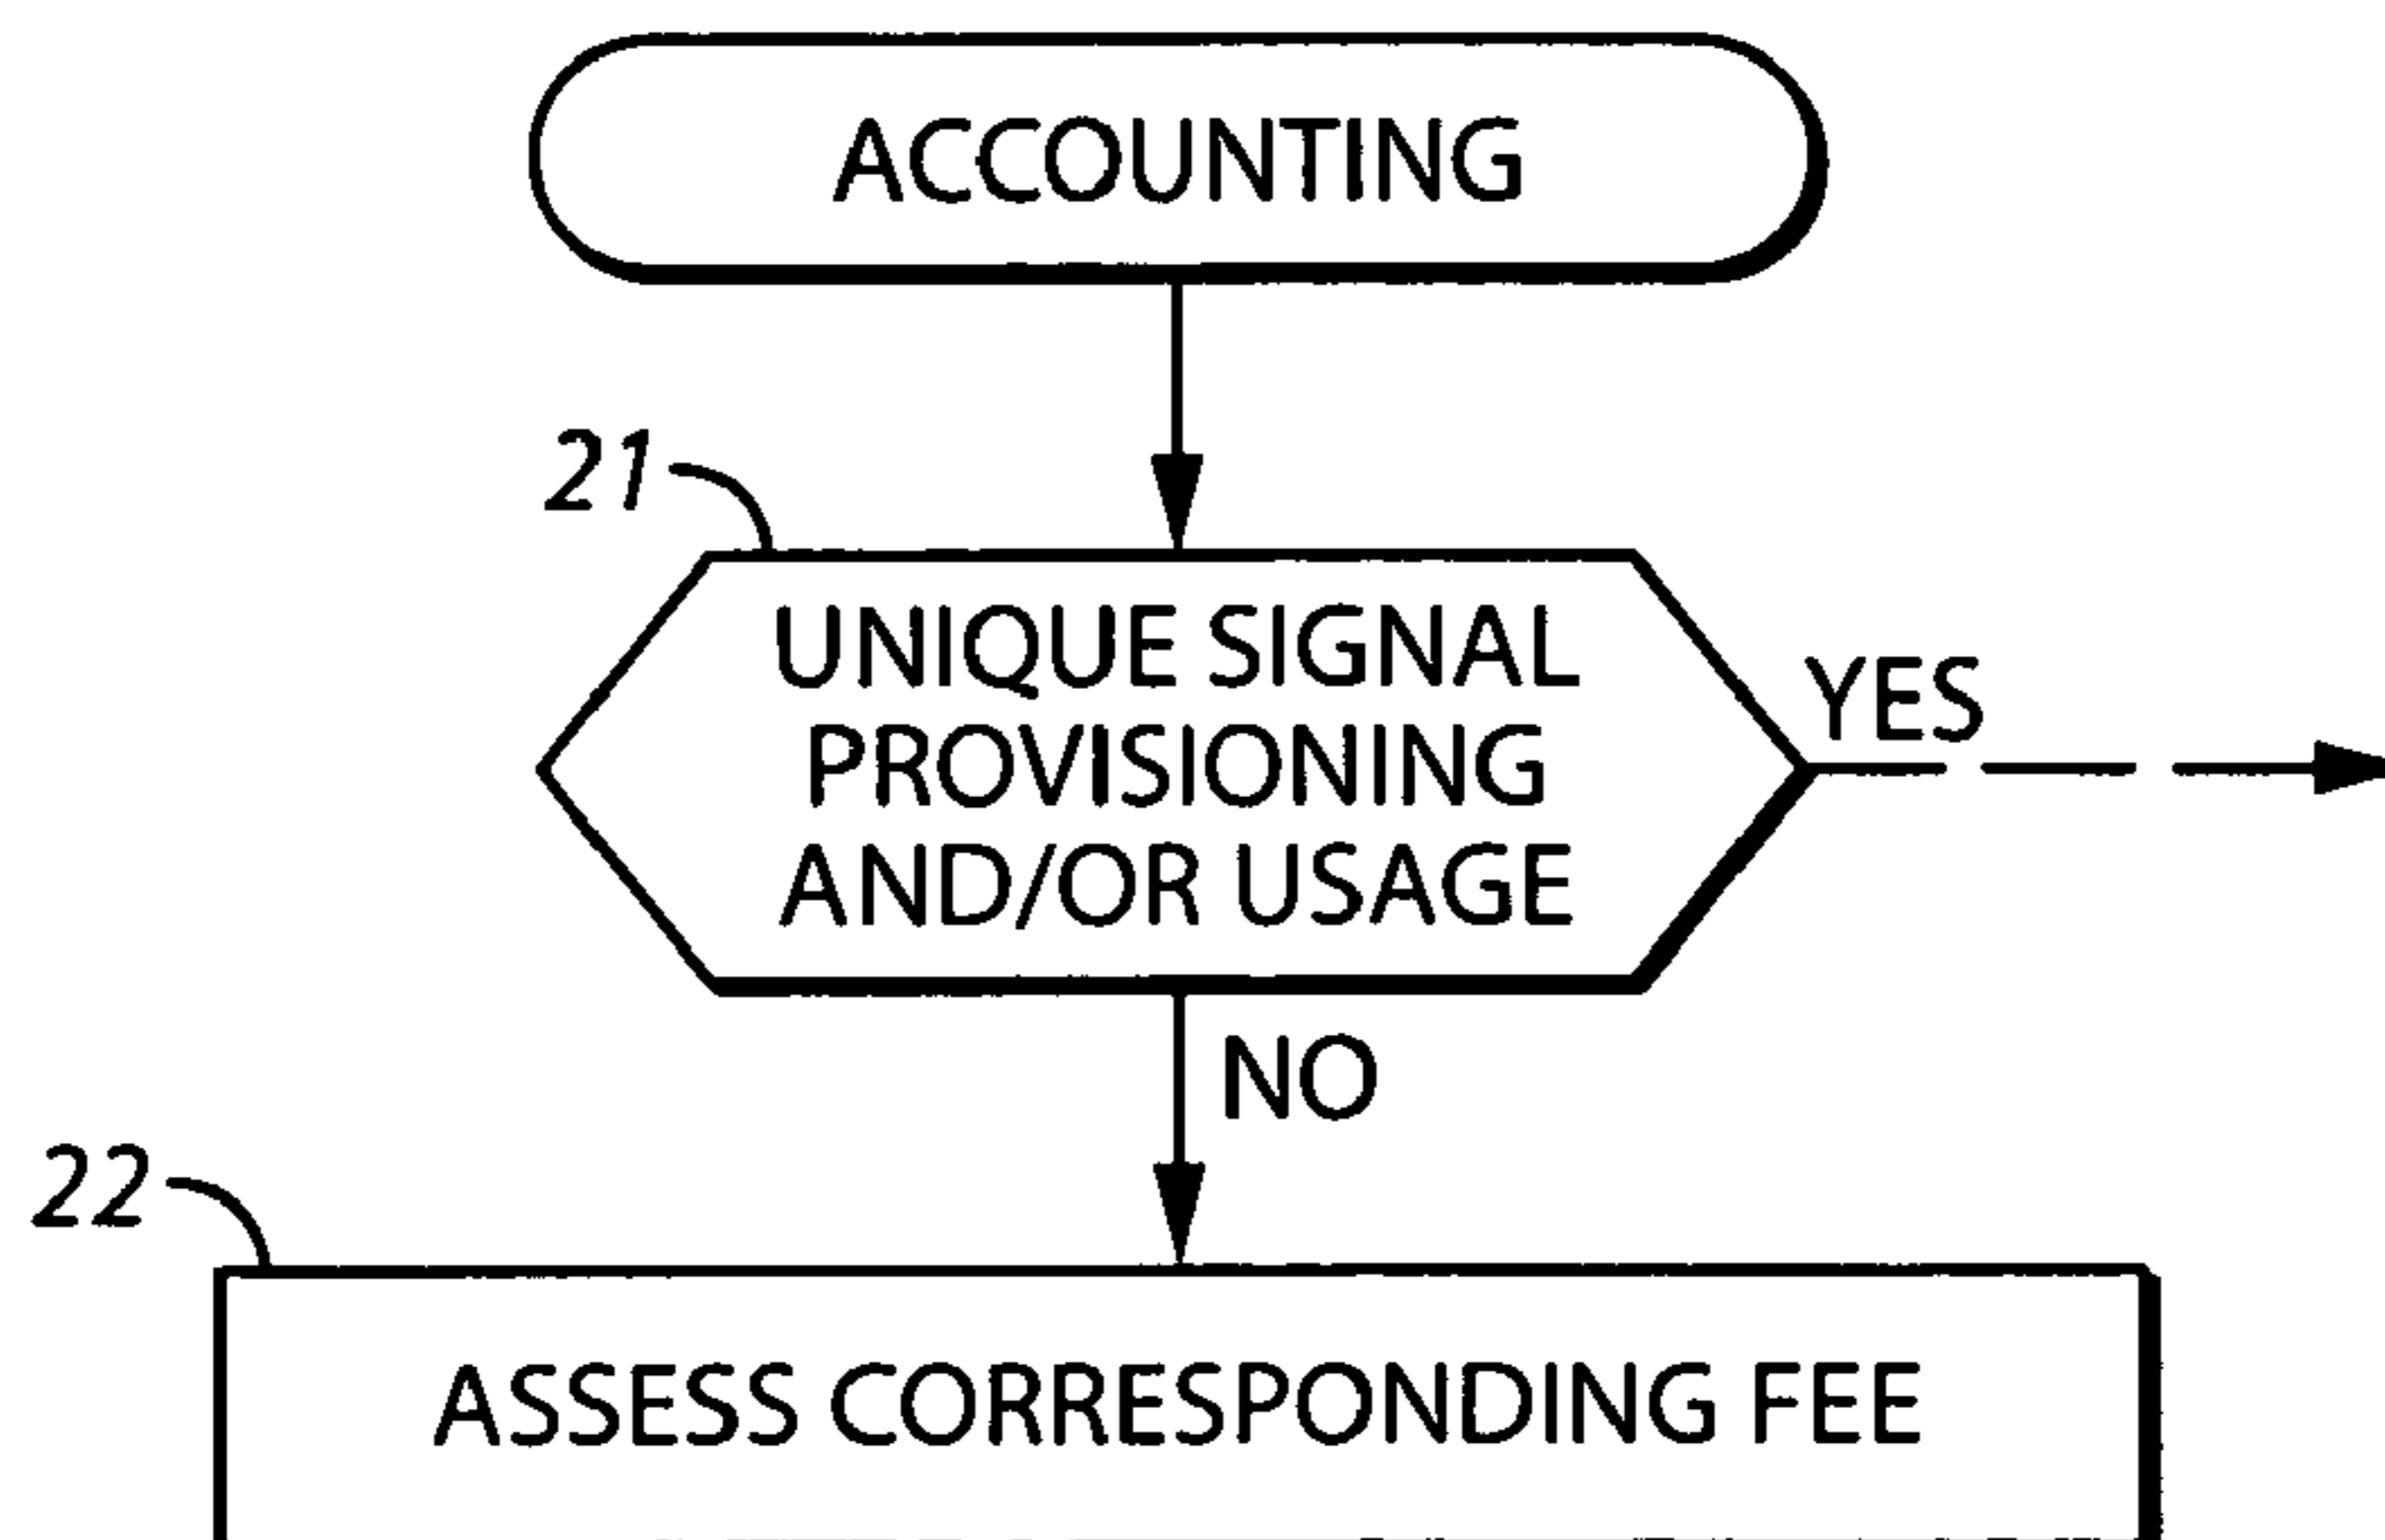 ACCOUNTING
21
UNIQUE SIGNAL
PROVISIONING
AND/OR USAGE
YES
NO
22
ASSESS CORRESPONDING FEE